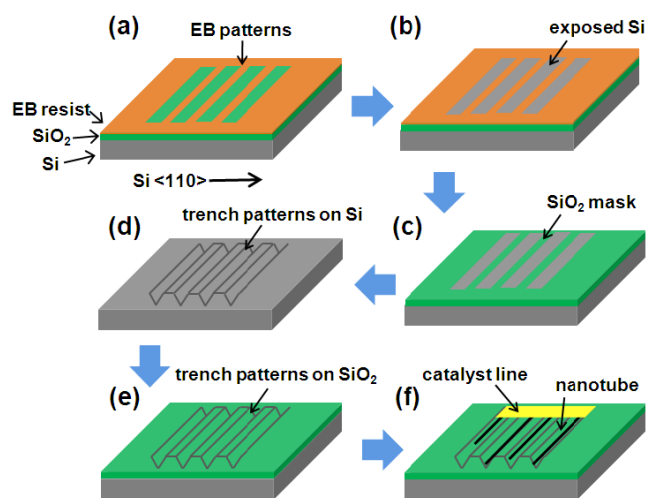 (a)
EB patterns
(b)
exposed Si
EB resist
SiO₂
Si
Si <110>
(d)
trench patterns on Si
SiO₂ mask
(c)
(e)
trench patterns on SiO₂
catalyst line
(f)
nanotube